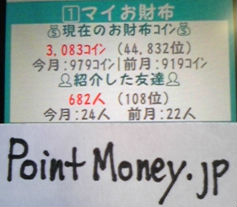 1マイお財布
現在のお財布コイン
3,083コイン (44,832位)
今月:979コイン|前月:919コイン
紹介した友達
682人 (108位)
今月:24人 前月:22人
Point Money.jp